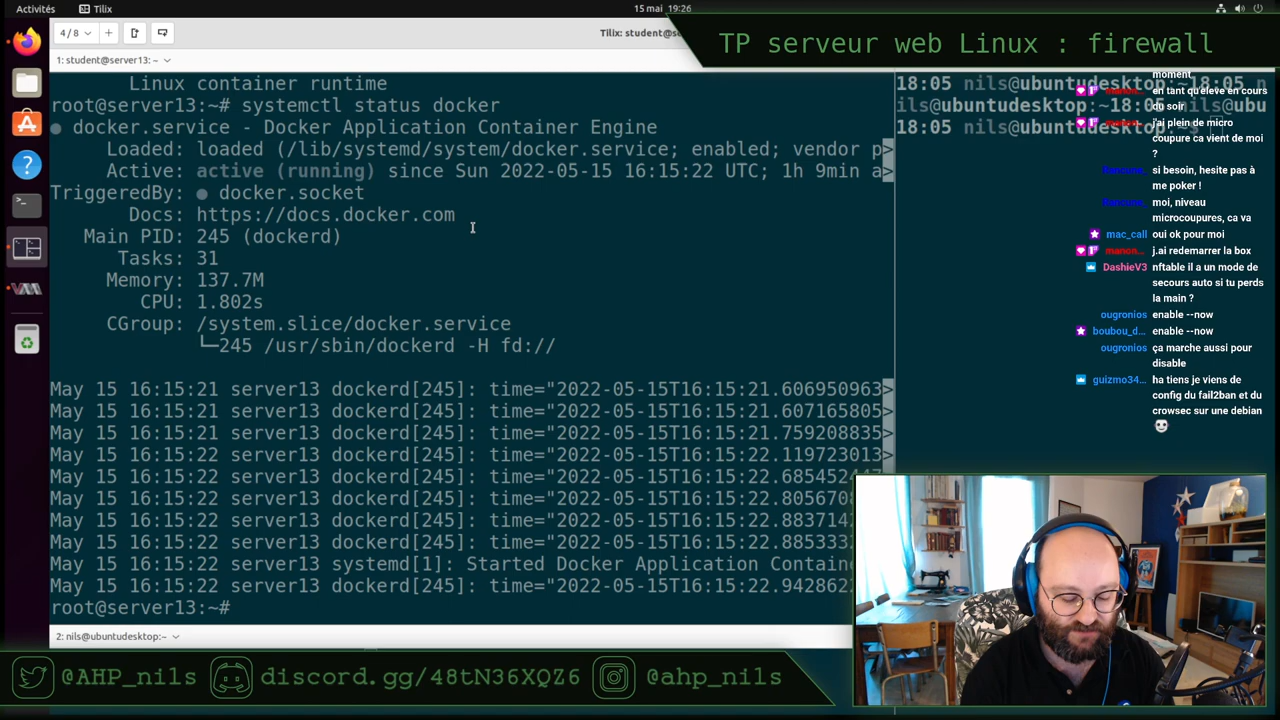 Activités
Tilix
15 mai 19:26
4/8
Tilix: student@se
TP serveur web Linux : firewall
1: student@server13: ~
Linux container runtime
root@server13:~# systemctl status docker
● docker.service - Docker Application Container Engine
Loaded: loaded (/lib/systemd/system/docker.service; enabled; vendor p>
Active: active (running) since Sun 2022-05-15 16:15:22 UTC; 1h 9min a>
TriggeredBy: ● docker.socket
Docs: https://docs.docker.com
Main PID: 245 (dockerd)
Tasks: 31
Memory: 137.7M
CPU: 1.802s
CGroup: /system.slice/docker.service
└─245 /usr/sbin/dockerd -H fd://
May 15 16:15:21 server13 dockerd[245]: time="2022-05-15T16:15:21.606950963>
May 15 16:15:21 server13 dockerd[245]: time="2022-05-15T16:15:21.607165805>
May 15 16:15:21 server13 dockerd[245]: time="2022-05-15T16:15:21.759208835>
May 15 16:15:22 server13 dockerd[245]: time="2022-05-15T16:15:22.119723013>
May 15 16:15:22 server13 dockerd[245]: time="2022-05-15T16:15:22.685452447
May 15 16:15:22 server13 dockerd[245]: time="2022-05-15T16:15:22.805670
May 15 16:15:22 server13 dockerd[245]: time="2022-05-15T16:15:22.883714
May 15 16:15:22 server13 dockerd[245]: time="2022-05-15T16:15:22.885333
May 15 16:15:22 server13 systemd[1]: Started Docker Application Contain
May 15 16:15:22 server13 dockerd[245]: time="2022-05-15T16:15:22.942862
root@server13:~#
18:05 nils@ubuntudesktop:~18:05 n
ils@ubuntudesktop:~18:0 nils@ubu
18:05 nils@ubuntudesktop:~$
moment
manon... en tant qu'élève en cours
du soir
j'ai plein de micro
coupure ca vient de moi
?
si besoin, hesite pas à
me poker !
moi, niveau
microcoupures, ca va
mac_call oui ok pour moi
manon... j.ai redemarrer la box
DashieV3 nftable il a un mode de
secours auto si tu perds
la main ?
ougronios enable --now
boubou_d... enable --now
ougronios ça marche aussi pour
disable
guizmo34... ha tiens je viens de
config du fail2ban et du
crowsec sur une debian
2: nils@ubuntudesktop:~
@AHP_nils
discord.gg/48tN36XQZ6
@ahp_nils